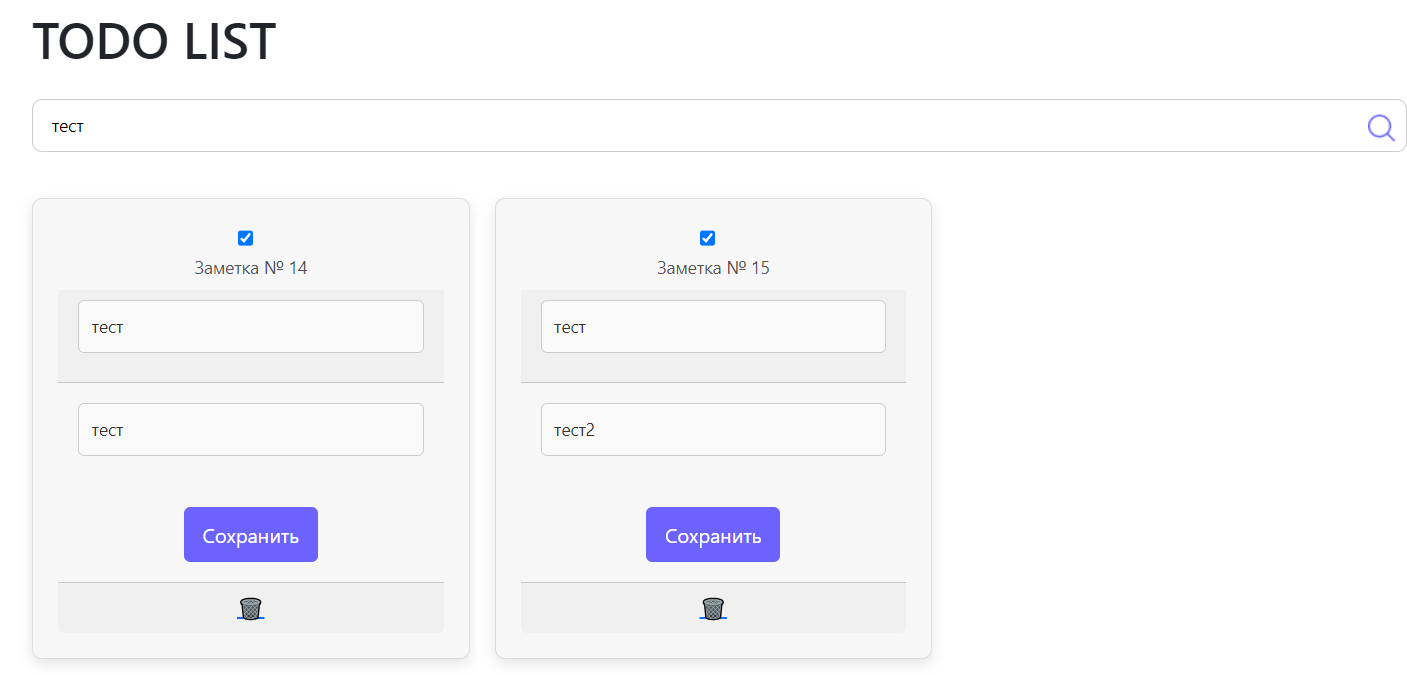 TODO LIST
тест
Заметка № 14
тест
тест
Сохранить
Заметка № 15
тест
тест2
Сохранить